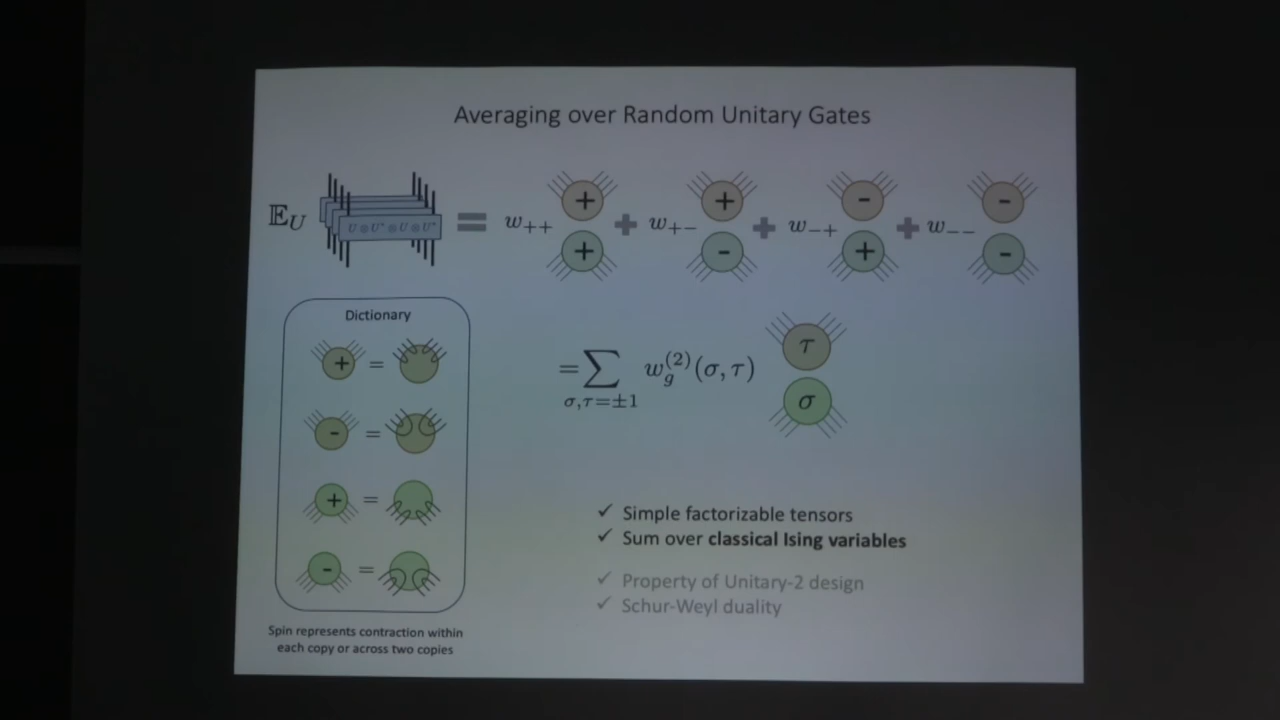 Averaging over Random Unitary Gates
𝔼_U U ⊗ U* ⊗ U ⊗ U* = w_{++} + + + w_{+-} + - + w_{-+} - + + w_{--} - -
Dictionary
+ =
- =
+ =
- =
= ∑_{σ,τ=±1} w_g^{(2)}(σ,τ) τ σ
✓ Simple factorizable tensors
✓ Sum over classical Ising variables
✓ Property of Unitary-2 design
✓ Schur-Weyl duality
Spin represents contraction within
each copy or across two copies